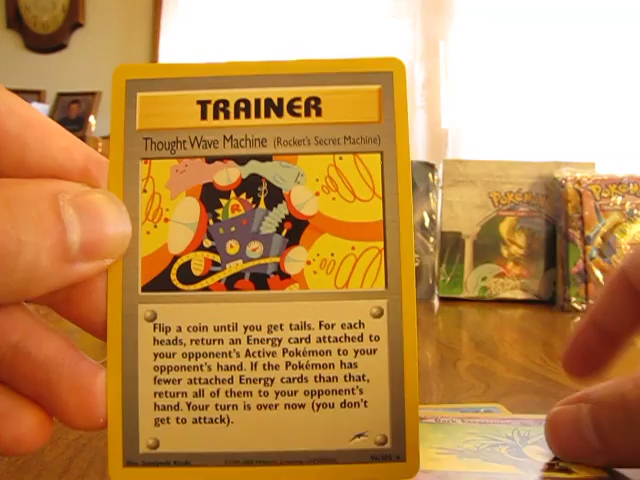 TRAINER
Thought Wave Machine (Rocket's Secret Machine)
R
Flip a coin until you get tails. For each
heads, return an Energy card attached to
your opponent's Active Pokémon to your
opponent's hand. If the Pokémon has
fewer attached Energy cards than that,
return all of them to your opponent's
hand. Your turn is over now (you don't
get to attack).
96/105
POKéMON
POKéMON